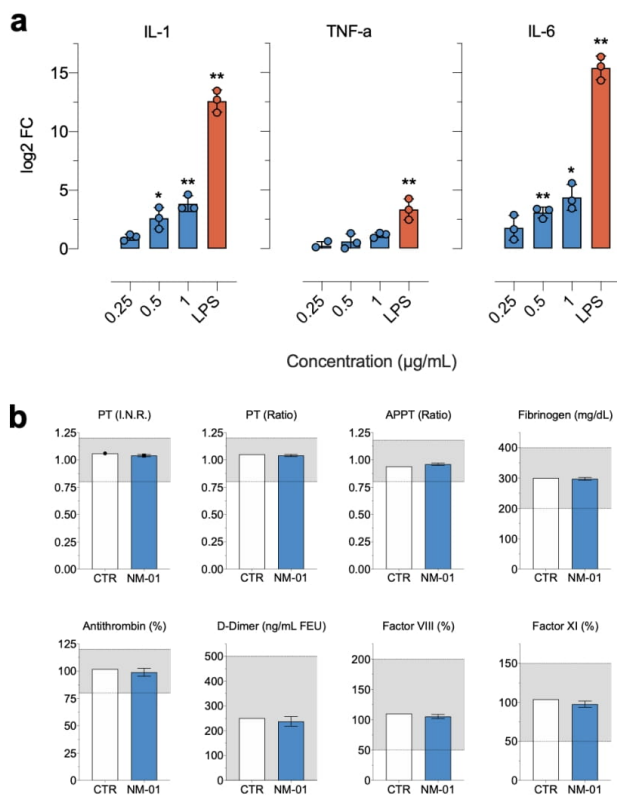 a
IL-1 TNF-a IL-6
log2 FC
15
10
5
0
* ** ** ** ** * **
0.25 0.5 1 LPS 0.25 0.5 1 LPS 0.25 0.5 1 LPS
Concentration (µg/mL)
b
PT (I.N.R.) PT (Ratio) APPT (Ratio) Fibrinogen (mg/dL)
1.25 1.25 1.25 500
1.00 1.00 1.00 400
0.75 0.75 0.75 300
0.50 0.50 0.50 200
0.25 0.25 0.25 100
0.00 0.00 0.00 0
CTR NM-01 CTR NM-01 CTR NM-01 CTR NM-01
Antithrombin (%) D-Dimer (ng/mL FEU) Factor VIII (%) Factor XI (%)
125 500 200 150
100 400 150 100
75 300 100 50
50 200 50 0
25 100 0
0 0
CTR NM-01 CTR NM-01 CTR NM-01 CTR NM-01